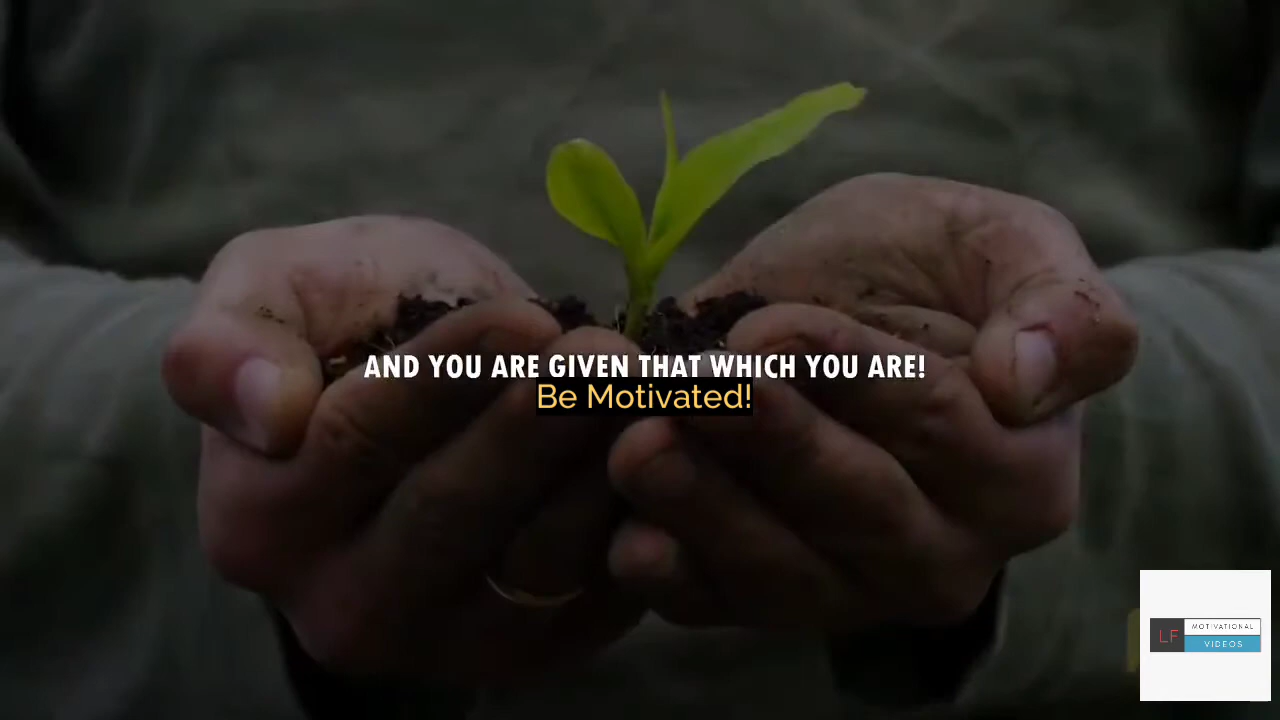 AND YOU ARE GIVEN THAT WHICH YOU ARE!
Be Motivated!
LF
MOTIVATIONAL
VIDEOS